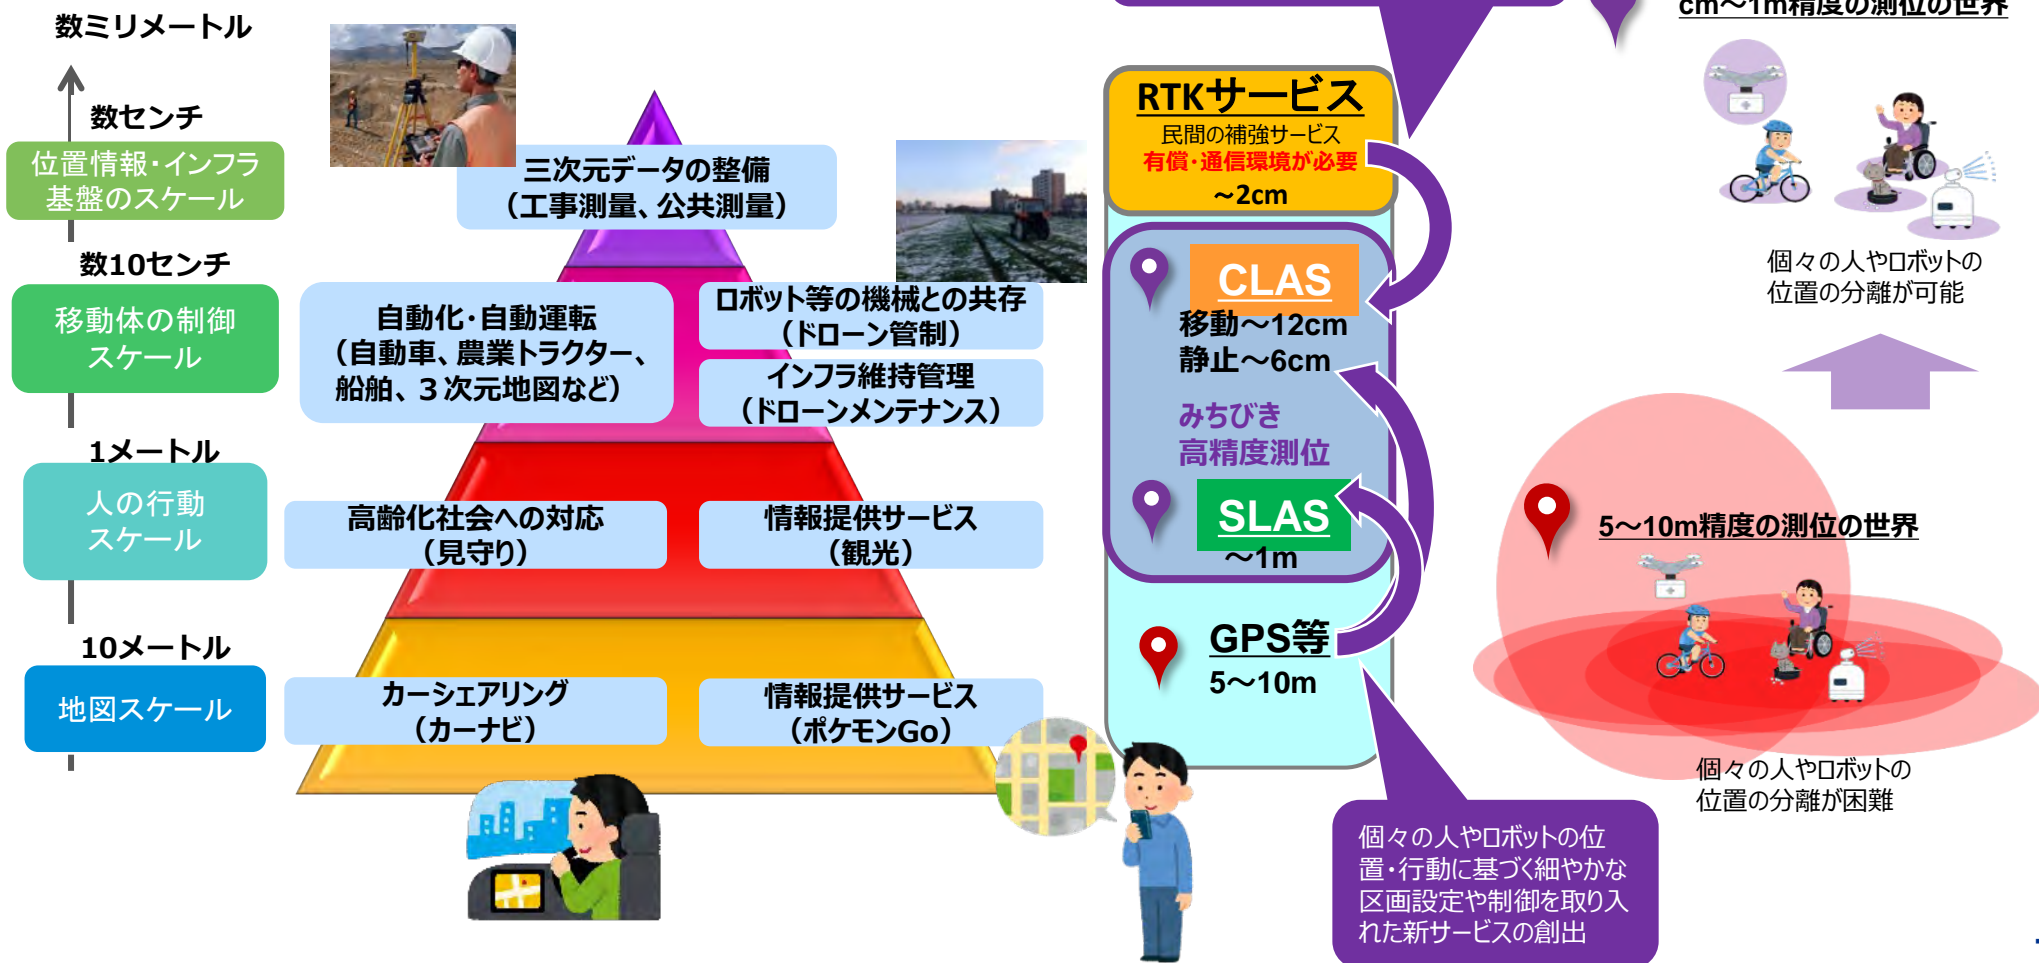 数ミリメートル
数センチ
位置情報・インフラ
基盤のスケール
数10センチ
移動体の制御
スケール
1メートル
人の行動
スケール
10メートル
地図スケール
三次元データの整備
（工事測量、公共測量）
自動化・自動運転
（自動車、農業トラクター、
船舶、３次元地図など）
ロボット等の機械との共存
（ドローン管制）
インフラ維持管理
（ドローンメンテナンス）
高齢化社会への対応
（見守り）
情報提供サービス
（観光）
カーシェアリング
（カーナビ）
情報提供サービス
（ポケモンGo）
RTKサービス
民間の補強サービス
有償・通信環境が必要
～2cm
CLAS
移動～12cm
静止～6cm
みちびき
高精度測位
SLAS
～1m
GPS等
5～10m
個々の人やロボットの位
置・行動に基づく細やかな
区画設定や制御を取り入
れた新サービスの創出
cm～1m精度の測位の世界
個々の人やロボットの
位置の分離が可能
5～10m精度の測位の世界
個々の人やロボットの
位置の分離が困難